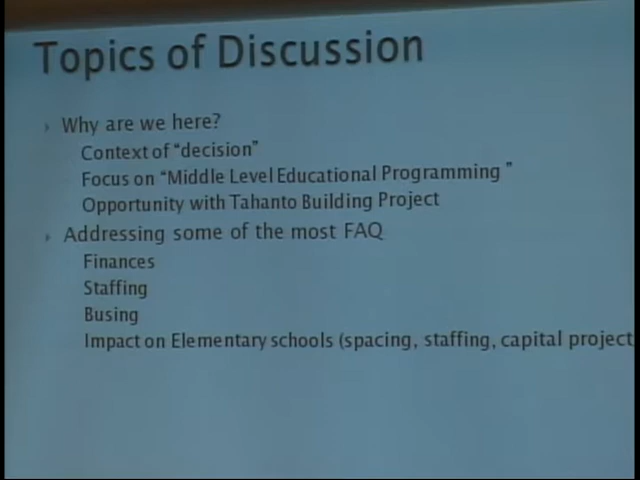 Topics of Discussion
Why are we here?
Context of “decision”
Focus on “Middle Level Educational Programming ”
Opportunity with Tahanto Building Project
Addressing some of the most FAQ
Finances
Staffing
Busing
Impact on Elementary schools (spacing, staffing, capital project